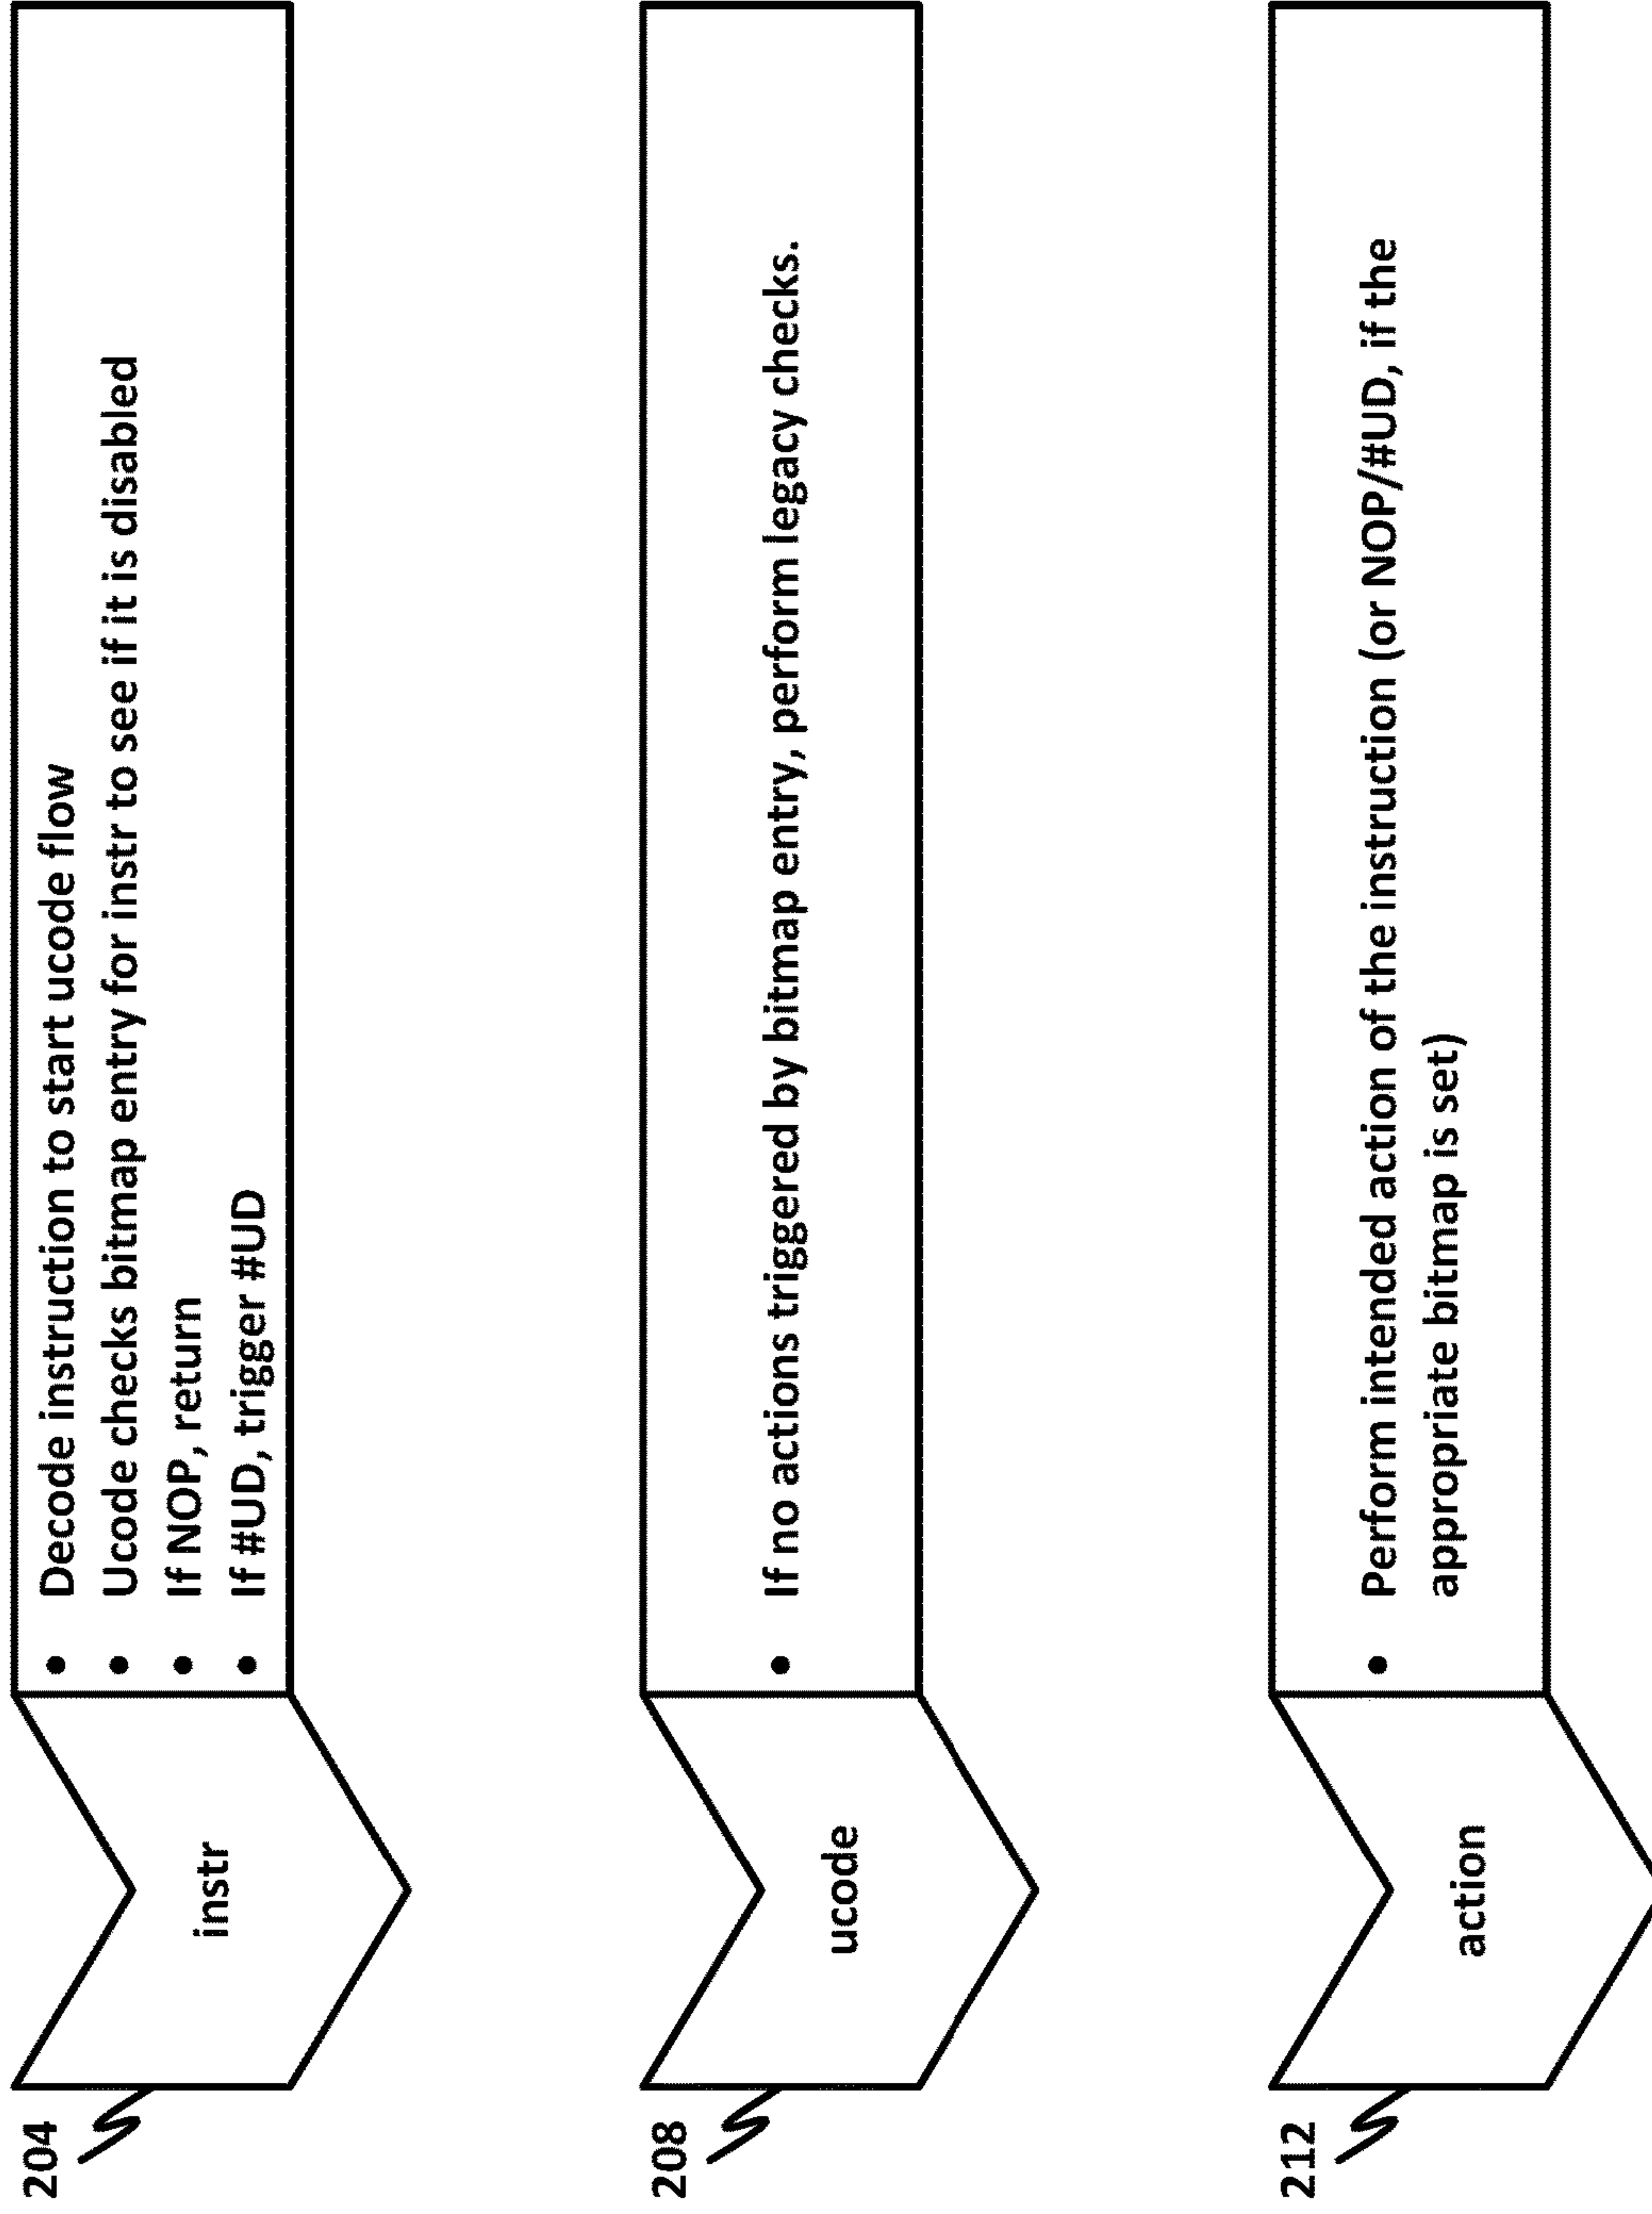 204
instr
• Decode instruction to start ucode flow
• Ucode checks bitmap entry for instr to see if it is disabled
• If NOP, return
• If #UD, trigger #UD
208
ucode
• If no actions triggered by bitmap entry, perform legacy checks.
212
action
• Perform intended action of the instruction (or NOP/#UD, if the
appropriate bitmap is set)